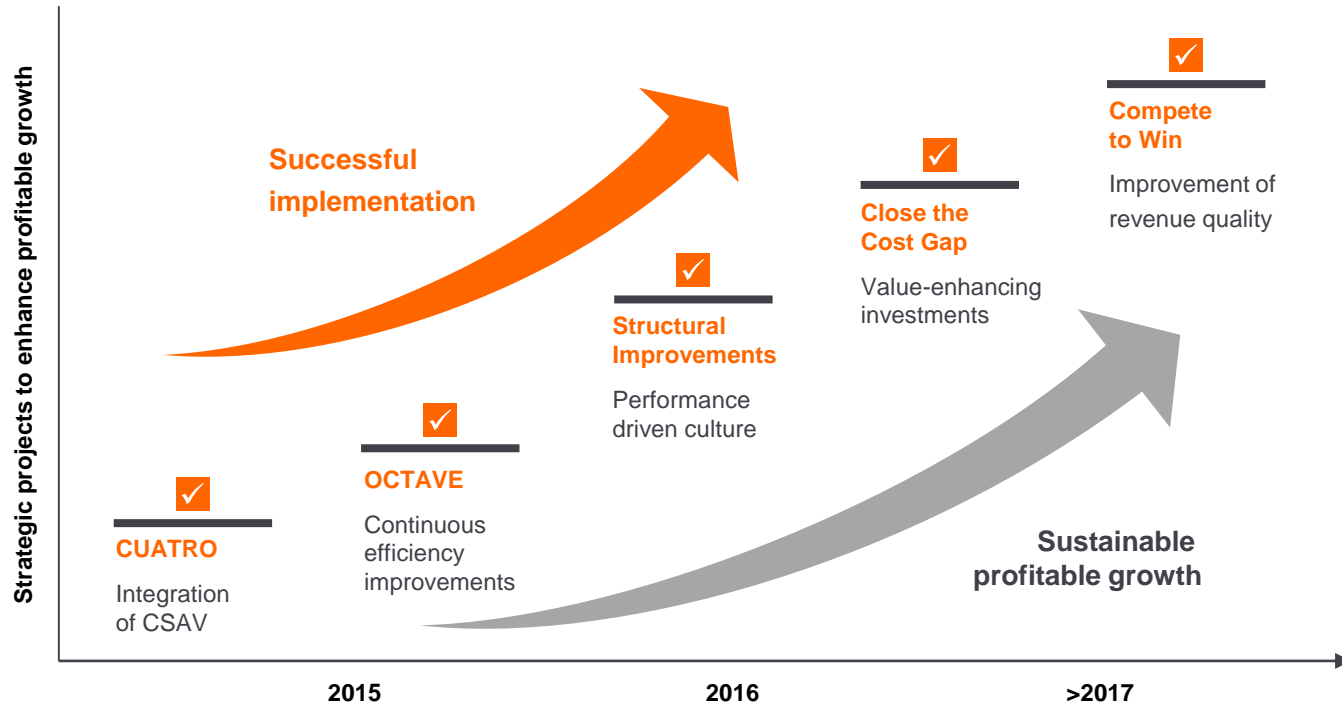 Strategic projects to enhance profitable growth
Successful
implementation
CUATRO
Integration
of CSAV
OCTAVE
Continuous
efficiency
improvements
Structural
Improvements
Performance
driven culture
Close the
Cost Gap
Value-enhancing
investments
Compete
to Win
Improvement of
revenue quality
Sustainable
profitable growth
2015
2016
>2017